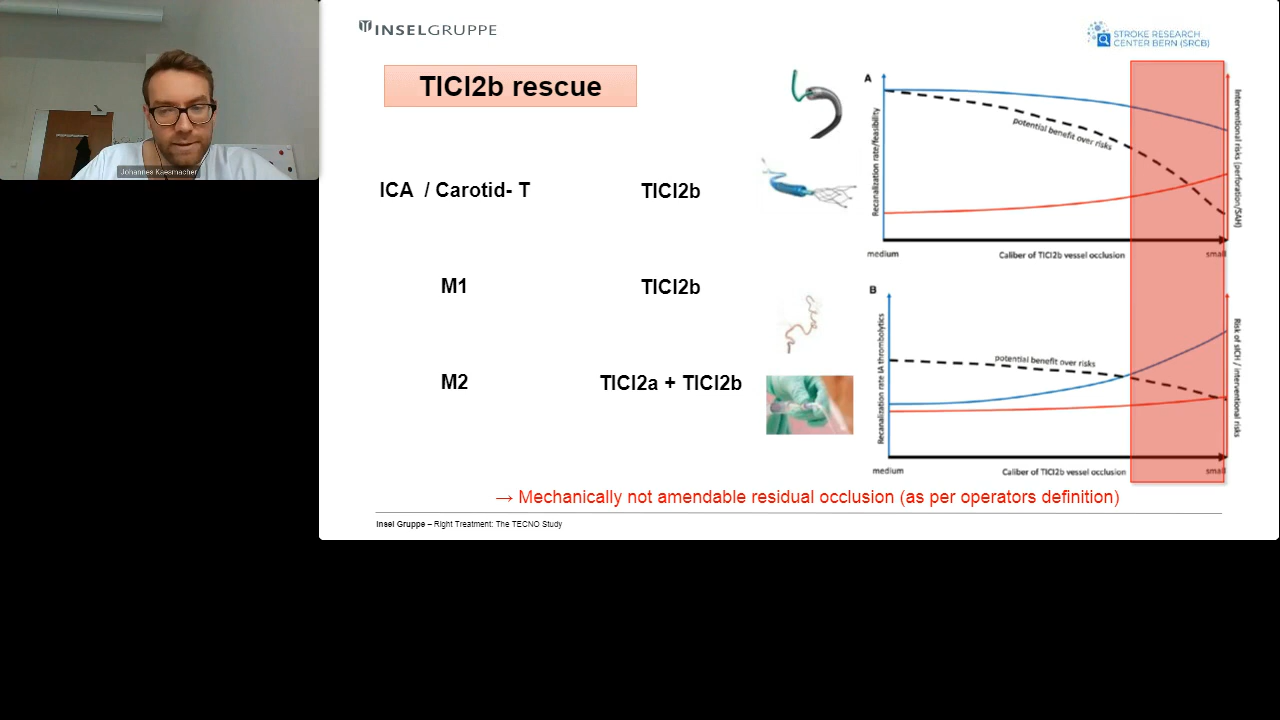 INSELGRUPPE
STROKE RESEARCH
CENTER BERN (SRCB)
TICI2b rescue
Johannes Kaesmacher
ICA / Carotid- T TICI2b
M1 TICI2b
M2 TICI2a + TICI2b
A
Recanalization rate/feasibility
potential benefit over risks
Interventional risks (perforation/SAH)
medium Caliber of TICI2b vessel occlusion small
B
Recanalization rate IA thrombolytics
potential benefit over risks
Risk of sICH / interventional risks
medium Caliber of TICI2b vessel occlusion small
→ Mechanically not amendable residual occlusion (as per operators definition)
Insel Gruppe – Right Treatment: The TECNO Study